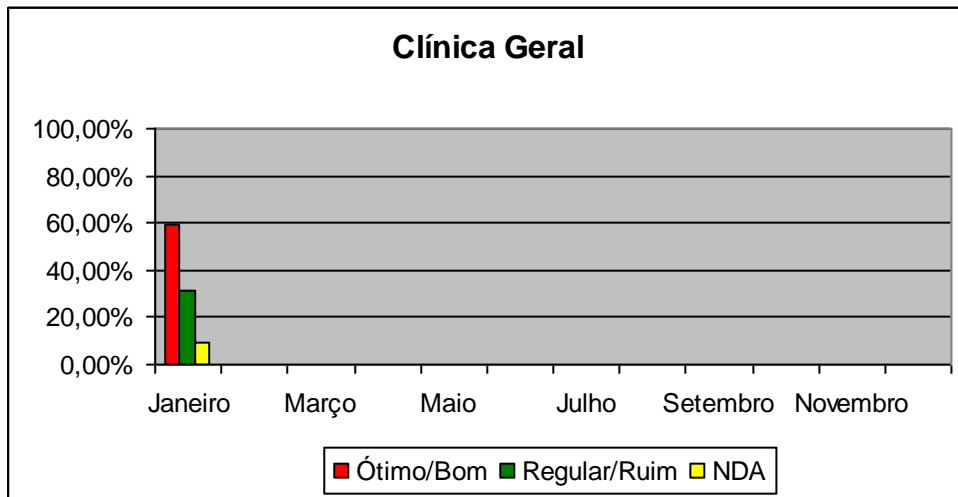 Clínica Geral
100,00%
80,00%
60,00%
40,00%
20,00%
0,00%
Janeiro Março Maio Julho Setembro Novembro
Ótimo/Bom Regular/Ruim NDA